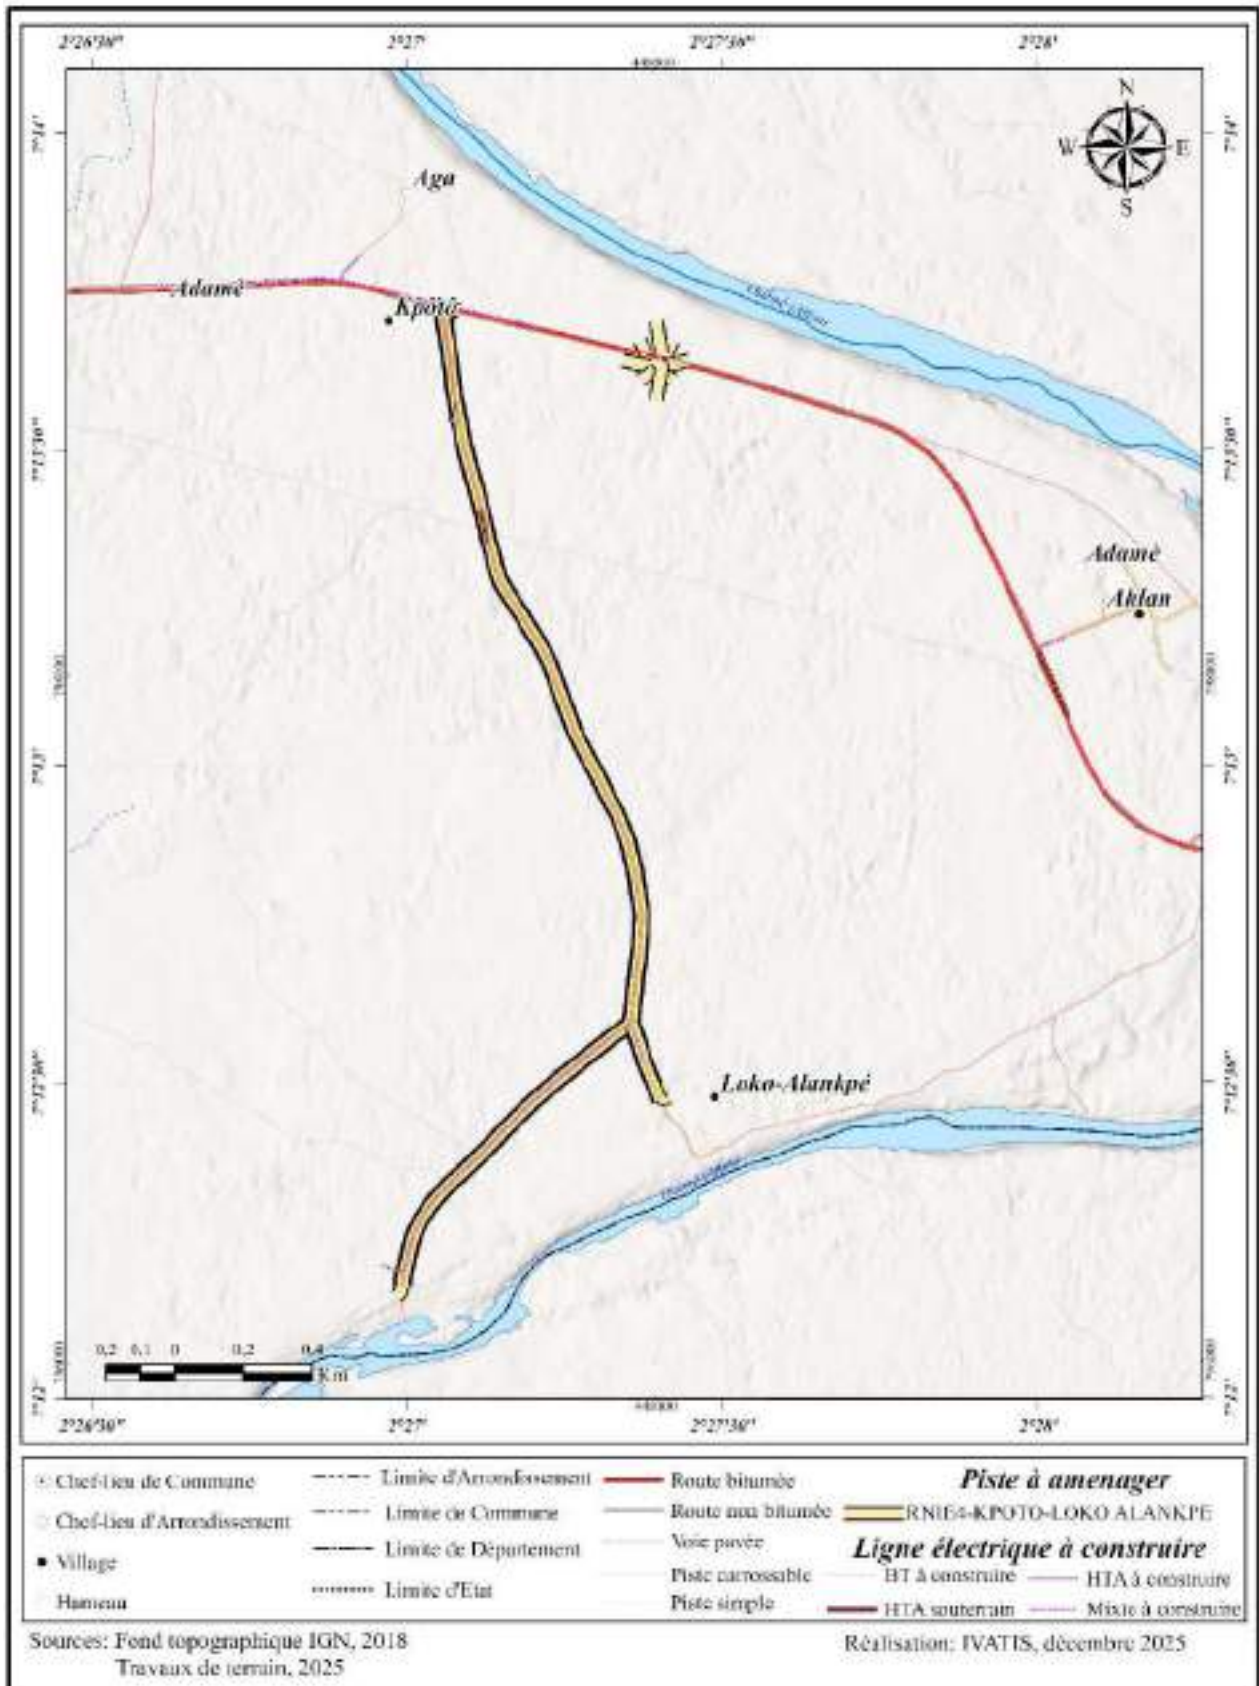 2°26'30" 2°27' 2°27'30" 2°28'
440000
7°14' 7°14'
N
W E
S
Aga
Adamè
Kpoto
7°13'30" 7°13'30"
Adamè
Ahlan
7°13' 7°13'
7°12'30" 7°12'30"
Loko-Alankpé
0,2 0,1 0 0,2 0,4
Km
7°12' 7°12'
440000
2°26'30" 2°27' 2°27'30" 2°28'
Chef-lieu de Commune
Chef-lieu d'Arrondissement
Village
Hameau
Limite d'Arrondissement
Limite de Commune
Limite de Département
Limite d'Etat
Route bitumée
Route non bitumée
Voie pavée
Piste carrossable
Piste simple
Piste à amenager
RNIE4-KPOTO-LOKO ALANKPE
Ligne électrique à construire
BT à construire
HTA à construire
HTA souterrain
Mixte à construire
Sources: Fond topographique IGN, 2018
Travaux de terrain, 2025
Réalisation: IVATIS, décembre 2025